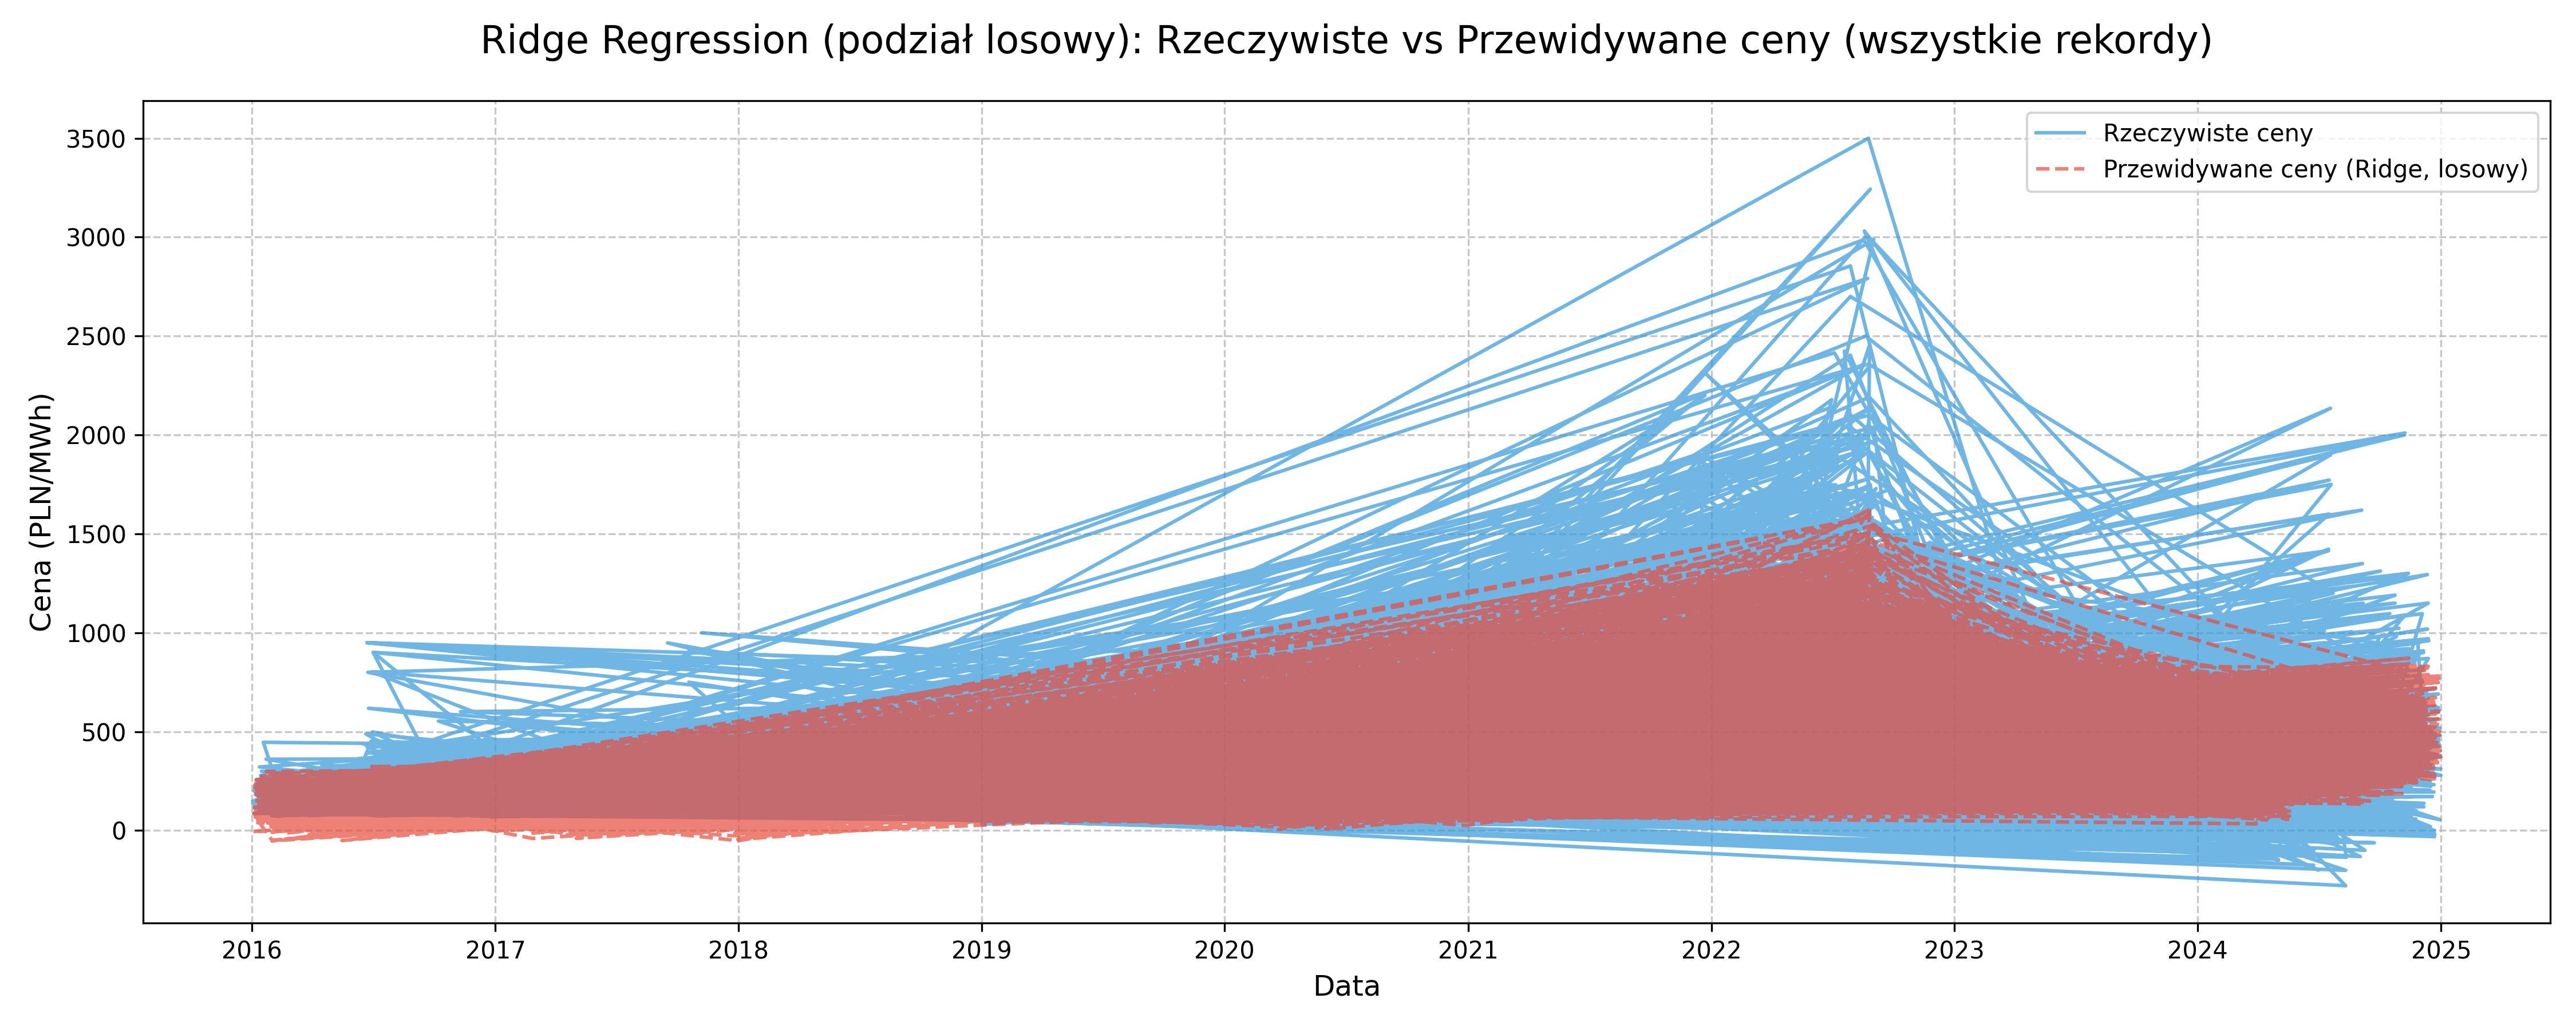 Ridge Regression (podział losowy): Rzeczywiste vs Przewidywane ceny (wszystkie rekordy)
Rzeczywiste ceny
Przewidywane ceny (Ridge, losowy)
Cena (PLN/MWh)
3500
3000
2500
2000
1500
1000
500
0
2016 2017 2018 2019 2020 2021 2022 2023 2024 2025
Data